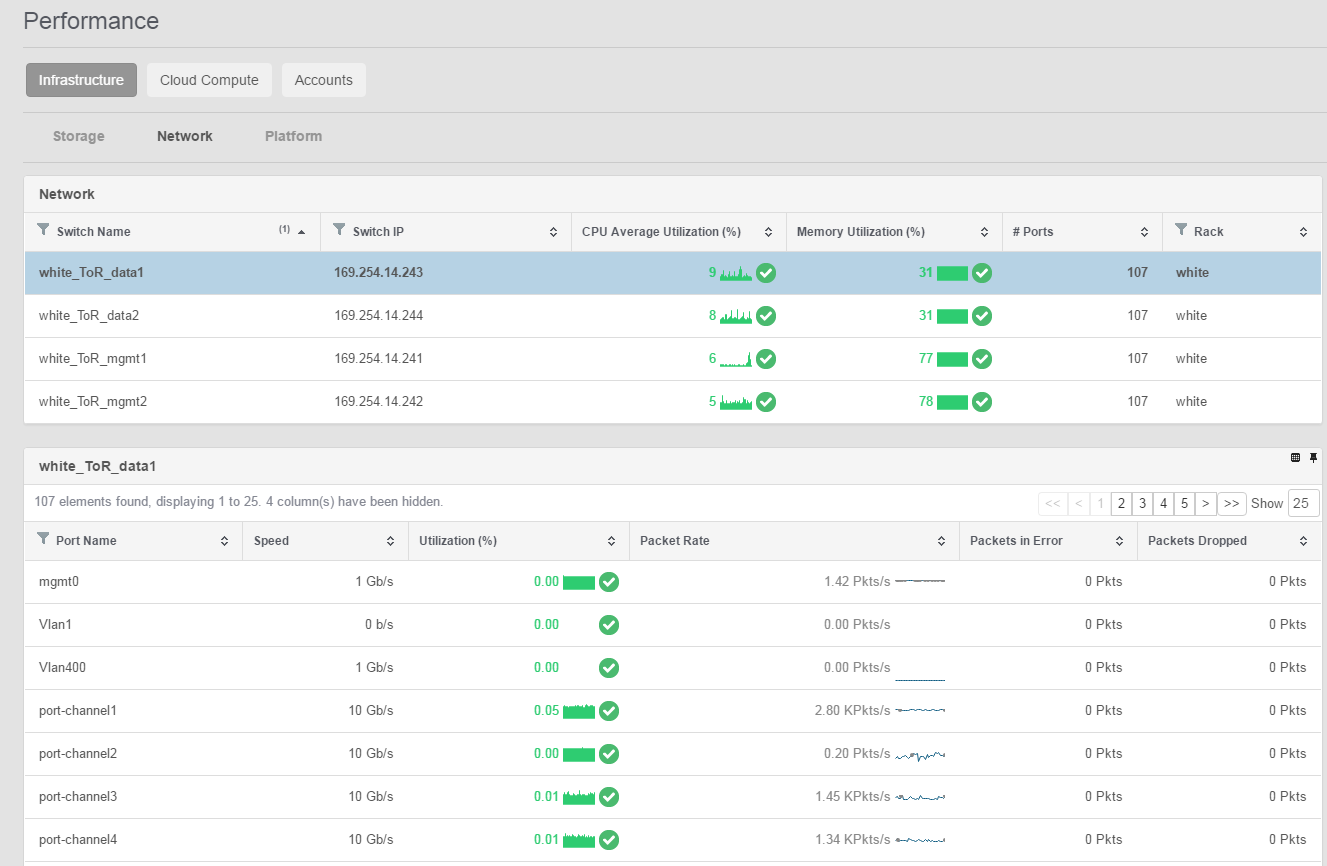 Performance
Infrastructure Cloud Compute Accounts
Storage Network Platform
Network
Switch Name (1) Switch IP CPU Average Utilization (%) Memory Utilization (%) # Ports Rack
white_ToR_data1 169.254.14.243 9 31 107 white
white_ToR_data2 169.254.14.244 8 31 107 white
white_ToR_mgmt1 169.254.14.241 6 77 107 white
white_ToR_mgmt2 169.254.14.242 5 78 107 white
white_ToR_data1
107 elements found, displaying 1 to 25. 4 column(s) have been hidden. << < 1 2 3 4 5 > >> Show 25
Port Name Speed Utilization (%) Packet Rate Packets in Error Packets Dropped
mgmt0 1 Gb/s 0.00 1.42 Pkts/s 0 Pkts 0 Pkts
Vlan1 0 b/s 0.00 0.00 Pkts/s 0 Pkts 0 Pkts
Vlan400 1 Gb/s 0.00 0.00 Pkts/s 0 Pkts 0 Pkts
port-channel1 10 Gb/s 0.05 2.80 KPkts/s 0 Pkts 0 Pkts
port-channel2 10 Gb/s 0.00 0.20 Pkts/s 0 Pkts 0 Pkts
port-channel3 10 Gb/s 0.01 1.45 KPkts/s 0 Pkts 0 Pkts
port-channel4 10 Gb/s 0.01 1.34 KPkts/s 0 Pkts 0 Pkts